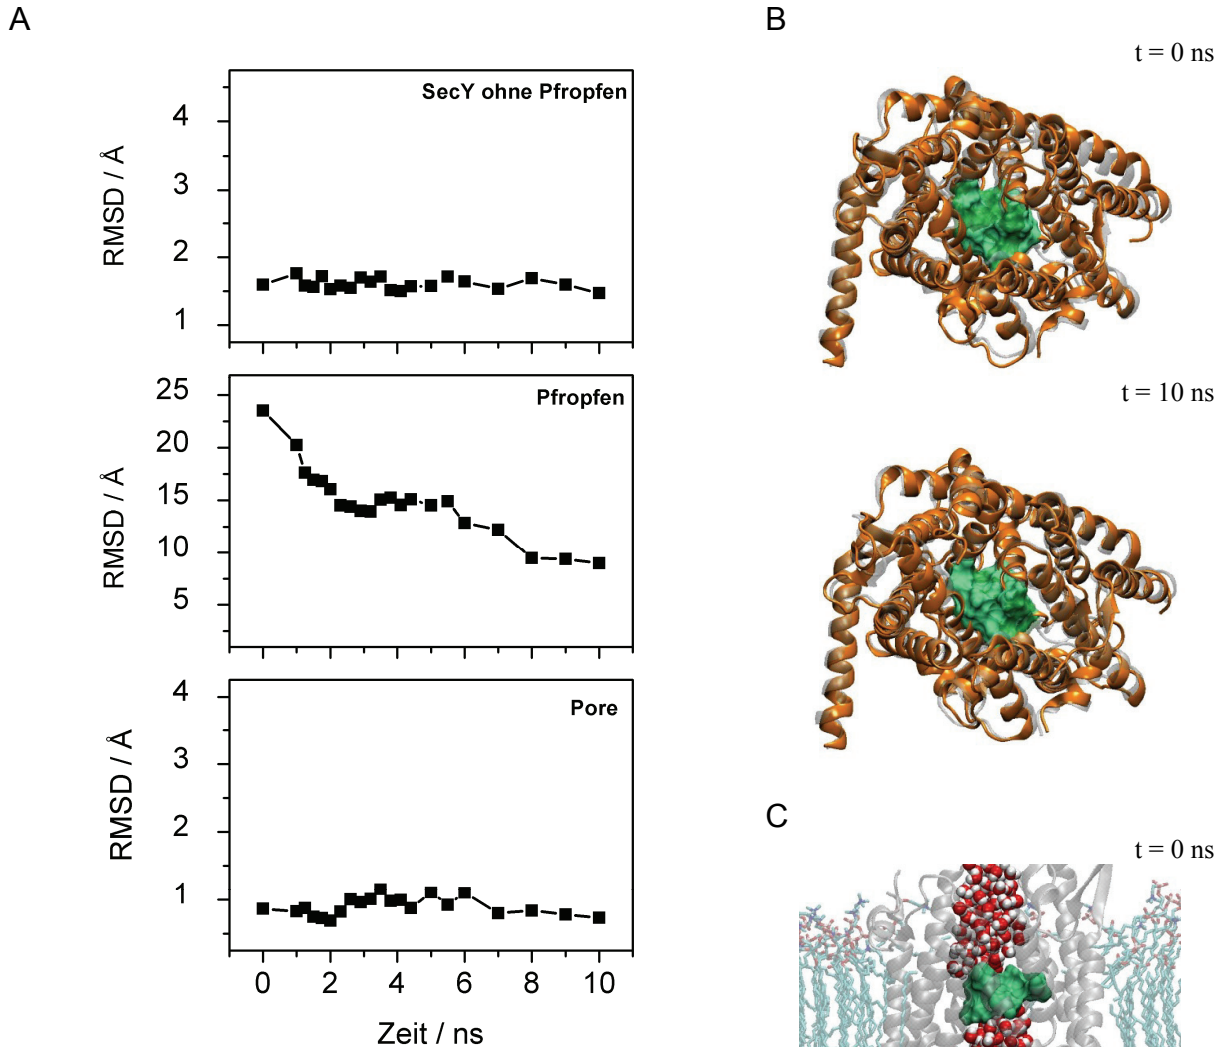 A
SecY ohne Pfropfen
4
3
2
1
RMSD / Å
Pfropfen
25
20
15
10
5
RMSD / Å
Pore
4
3
2
1
RMSD / Å
0 2 4 6 8 10
Zeit / ns
B
t = 0 ns
t = 10 ns
C
t = 0 ns